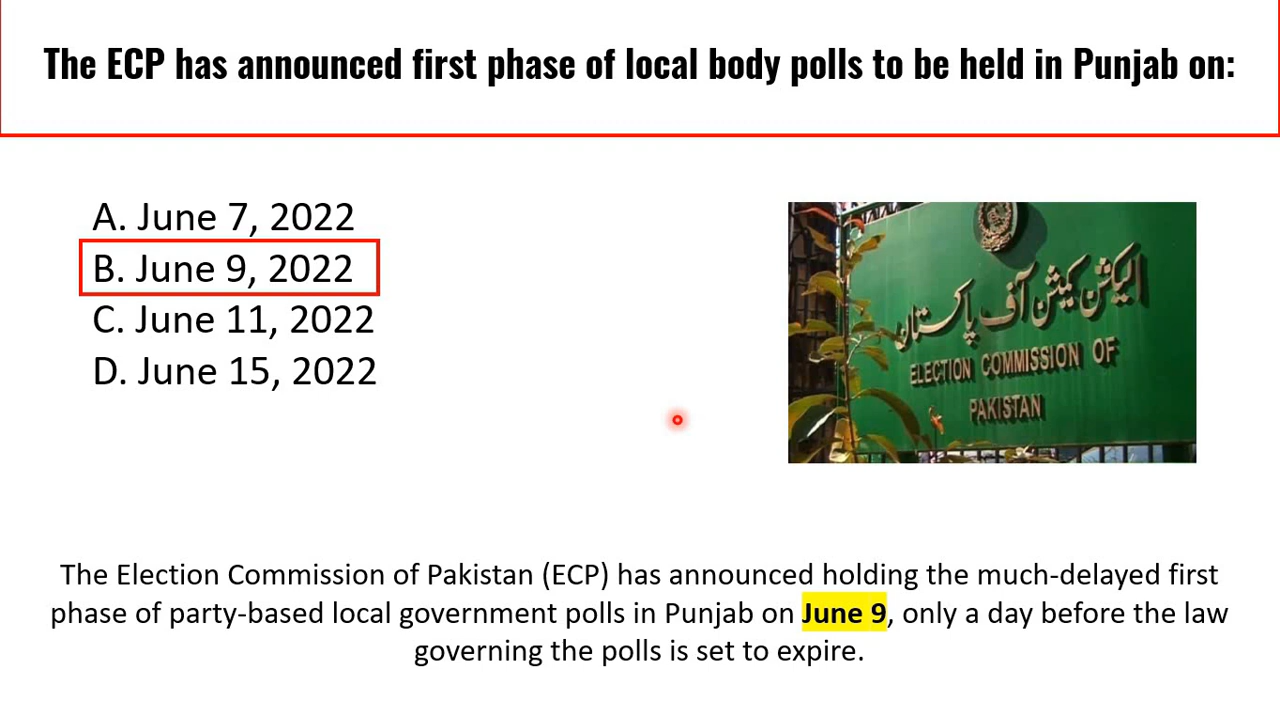 The ECP has announced first phase of local body polls to be held in Punjab on:
A. June 7, 2022
B. June 9, 2022
C. June 11, 2022
D. June 15, 2022
الیکشن کمیشن آف پاکستان
ELECTION COMMISSION OF
PAKISTAN
The Election Commission of Pakistan (ECP) has announced holding the much-delayed first
phase of party-based local government polls in Punjab on June 9, only a day before the law
governing the polls is set to expire.